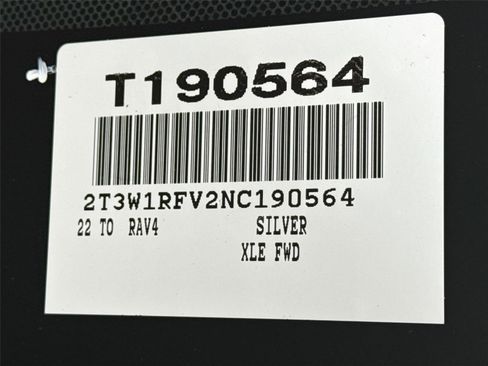 T190564
2T3W1RFV2NC190564
22 TO RAV4 SILVER
XLE FWD